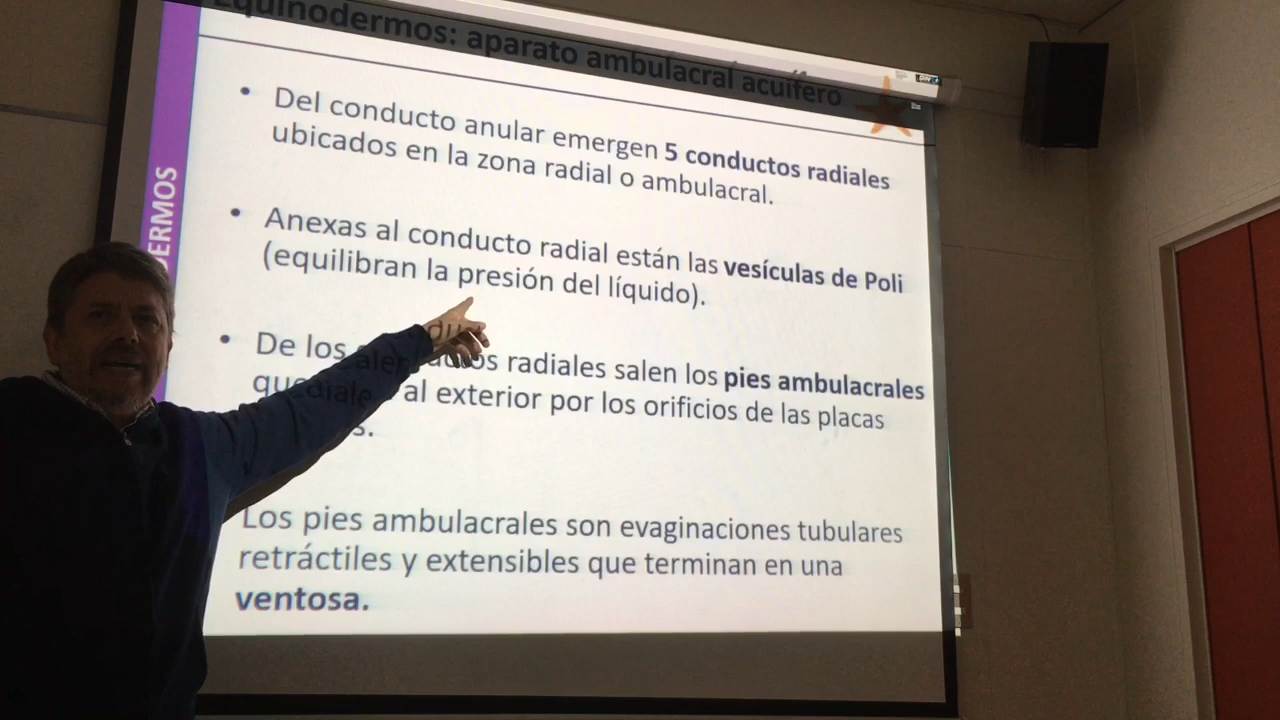 Equinodermos: aparato ambulacral acuífero
DERMOS
• Del conducto anular emergen 5 conductos radiales
ubicados en la zona radial o ambulacral.
• Anexas al conducto radial están las vesículas de Poli
(equilibran la presión del líquido).
• De los radiales salen los pies ambulacrales
al exterior por los orificios de las placas
Los pies ambulacrales son evaginaciones tubulares
retráctiles y extensibles que terminan en una
ventosa.